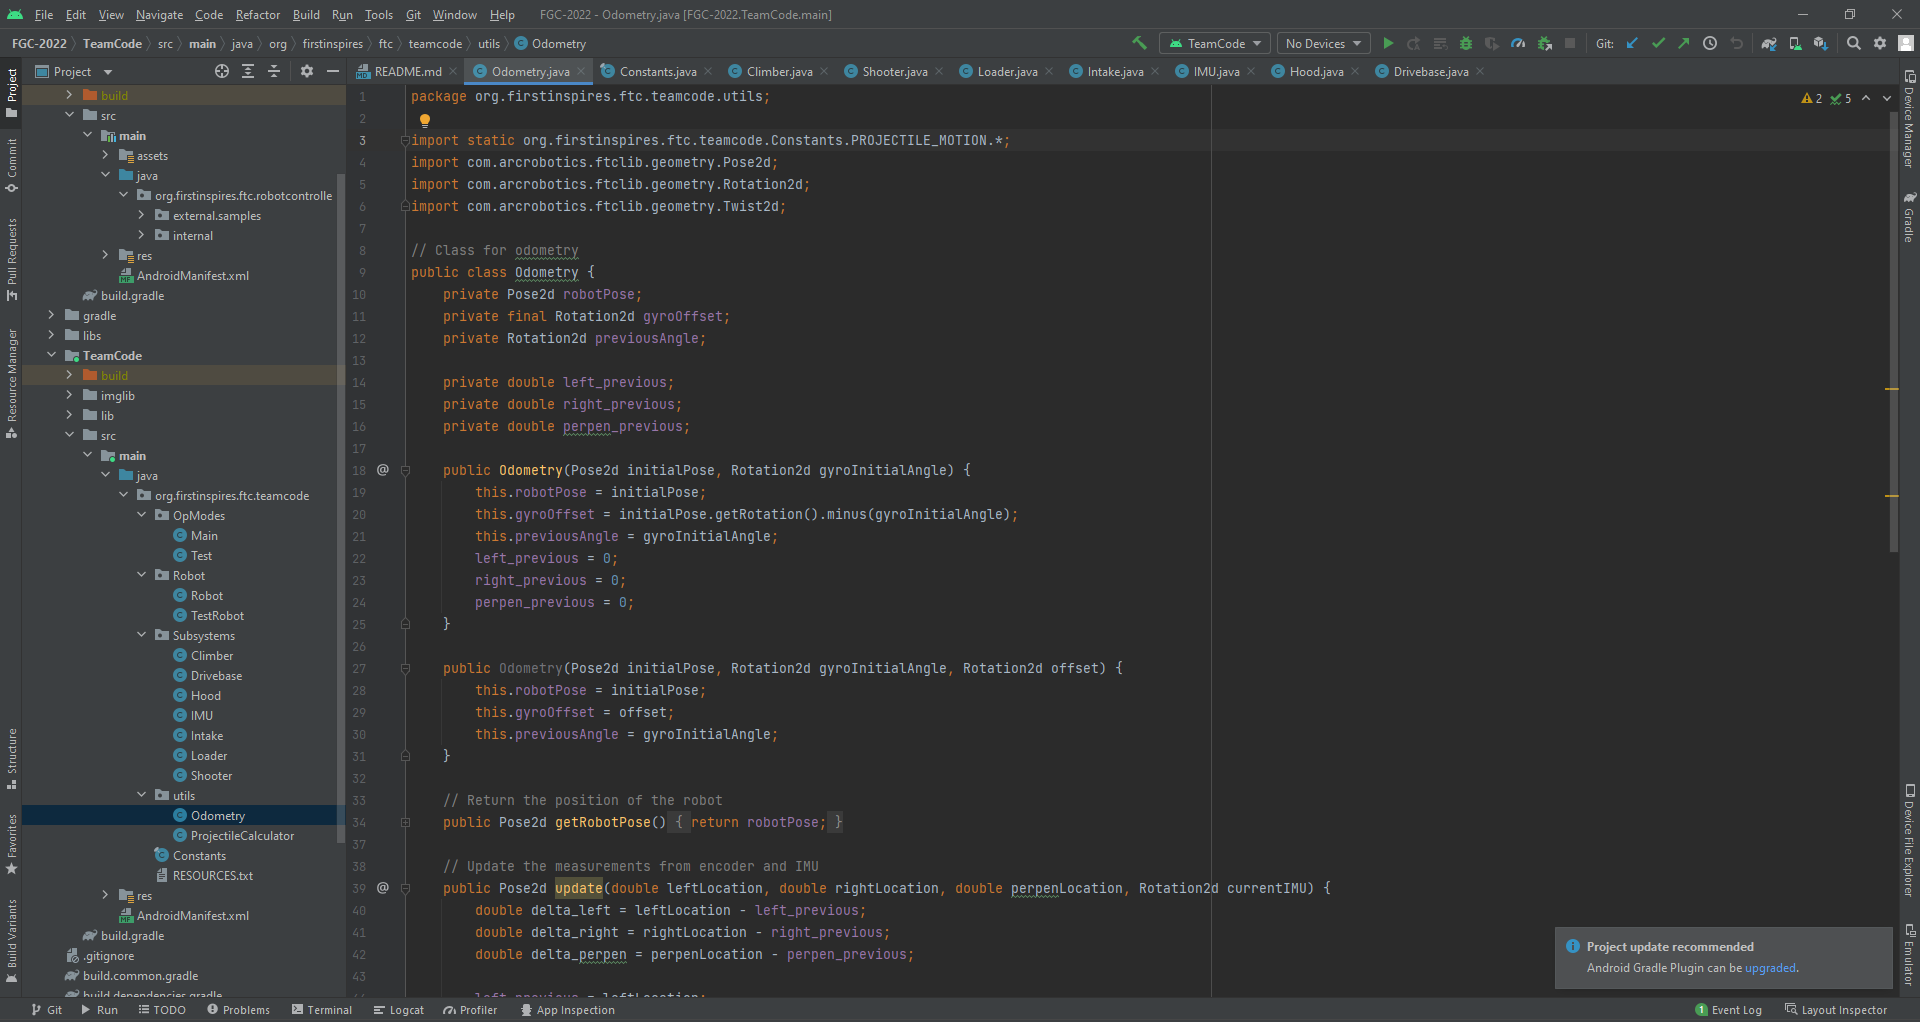 File Edit View Navigate Code Refactor Build Run Tools Git Window Help FGC-2022 - Odometry.java [FGC-2022.TeamCode.main]
FGC-2022 TeamCode src main java org firstinspires ftc teamcode utils Odometry TeamCode No Devices Git:
Project
README.md Odometry.java Constants.java Climber.java Shooter.java Loader.java Intake.java IMU.java Hood.java Drivebase.java
Project
Commit
Pull Requests
Resource Manager
Structure
Favorites
Build Variants
build
src
main
assets
java
org.firstinspires.ftc.robotcontrolle
external.samples
internal
res
AndroidManifest.xml
build.gradle
gradle
libs
TeamCode
build
imglib
lib
src
main
java
org.firstinspires.ftc.teamcode
OpModes
Main
Test
Robot
Robot
TestRobot
Subsystems
Climber
Drivebase
Hood
IMU
Intake
Loader
Shooter
utils
Odometry
ProjectileCalculator
Constants
RESOURCES.txt
res
AndroidManifest.xml
build.gradle
.gitignore
build.common.gradle
build.dependencies.gradle
2 5
1 package org.firstinspires.ftc.teamcode.utils;
2
3 import static org.firstinspires.ftc.teamcode.Constants.PROJECTILE_MOTION.*;
4 import com.arcrobotics.ftclib.geometry.Pose2d;
5 import com.arcrobotics.ftclib.geometry.Rotation2d;
6 import com.arcrobotics.ftclib.geometry.Twist2d;
7
8 // Class for odometry
9 public class Odometry {
10 private Pose2d robotPose;
11 private final Rotation2d gyroOffset;
12 private Rotation2d previousAngle;
13
14 private double left_previous;
15 private double right_previous;
16 private double perpen_previous;
17
18 @ public Odometry(Pose2d initialPose, Rotation2d gyroInitialAngle) {
19 this.robotPose = initialPose;
20 this.gyroOffset = initialPose.getRotation().minus(gyroInitialAngle);
21 this.previousAngle = gyroInitialAngle;
22 left_previous = 0;
23 right_previous = 0;
24 perpen_previous = 0;
25 }
26
27 public Odometry(Pose2d initialPose, Rotation2d gyroInitialAngle, Rotation2d offset) {
28 this.robotPose = initialPose;
29 this.gyroOffset = offset;
30 this.previousAngle = gyroInitialAngle;
31 }
32
33 // Return the position of the robot
34 public Pose2d getRobotPose() { return robotPose; }
37
38 // Update the measurements from encoder and IMU
39 @ public Pose2d update(double leftLocation, double rightLocation, double perpenLocation, Rotation2d currentIMU) {
40 double delta_left = leftLocation - left_previous;
41 double delta_right = rightLocation - right_previous;
42 double delta_perpen = perpenLocation - perpen_previous;
43
44 left_previous = leftLocation;
Device Manager
Gradle
Device File Explorer
Emulator
Project update recommended
Android Gradle Plugin can be upgraded.
Git Run TODO Problems Terminal Logcat Profiler App Inspection 1 Event Log Layout Inspector